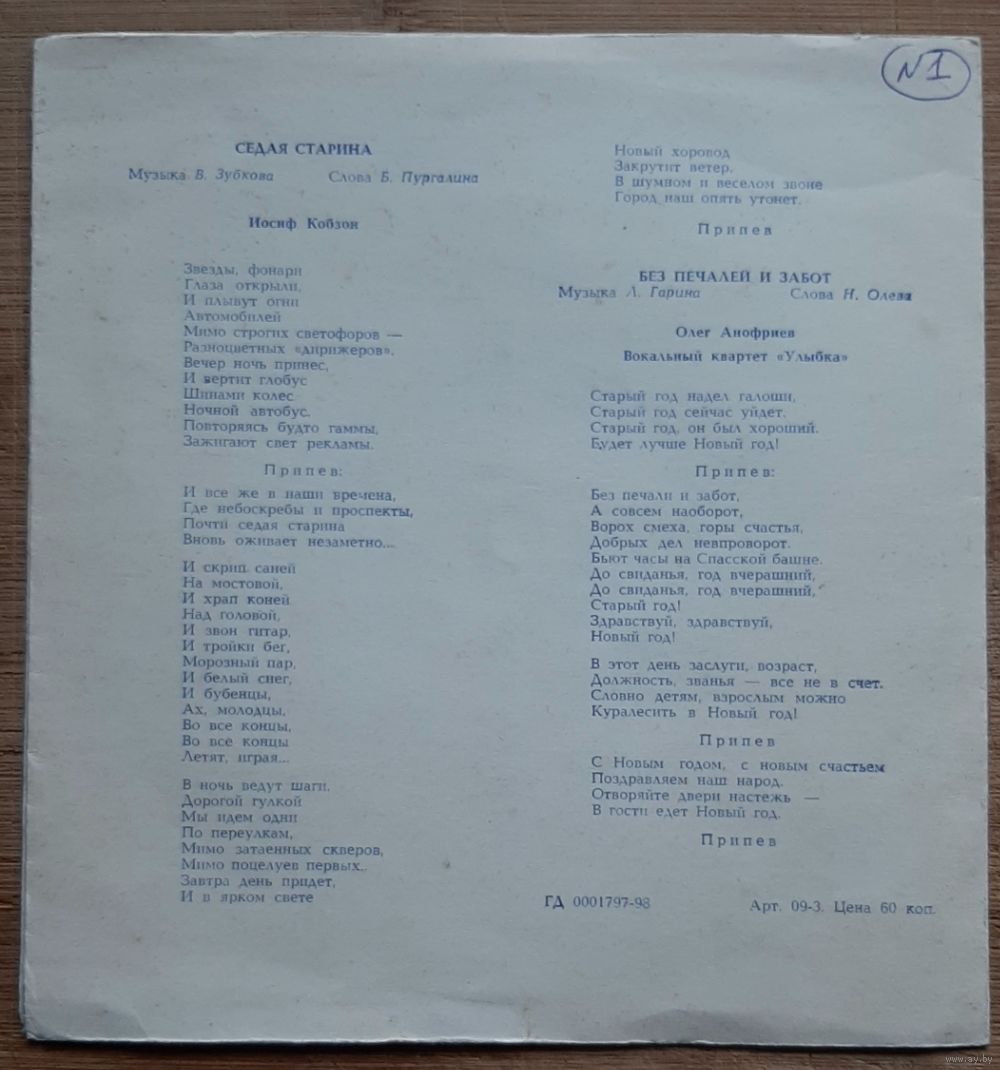 N1
СЕДАЯ СТАРИНА
Музыка В. Зубкова Слова Б. Пургалина
Иосиф Кобзон
Звезды, фонари
Глаза открыли,
И плывут огни
Автомобилей
Мимо строгих светофоров —
Разноцветных «дирижеров».
Вечер ночь принес,
И вертит глобус
Шинами колес
Ночной автобус.
Повторяясь будто гаммы,
Зажигают свет рекламы.
Припев:
И все же в наши времена,
Где небоскребы и проспекты,
Почти седая старина
Вновь оживает незаметно...
И скрип саней
На мостовой,
И храп коней
Над головой,
И звон гитар,
И тройки бег,
Морозный пар,
И белый снег,
И бубенцы,
Ах, молодцы,
Во все концы,
Во все концы
Летят, играя...
В ночь ведут шаги.
Дорогой гулкой
Мы идем одни
По переулкам,
Мимо затаенных скверов,
Мимо поцелуев первых..
Завтра день придет,
И в ярком свете
Новый хоровод
Закрутит ветер.
В шумном и веселом звоне
Город наш опять утонет.
Припев
БЕЗ ПЕЧАЛЕЙ И ЗАБОТ
Музыка Л. Гарина Слова Н. Олева
Олег Анофриев
Вокальный квартет «Улыбка»
Старый год надел галоши,
Старый год сейчас уйдет.
Старый год, он был хороший.
Будет лучше Новый год!
Припев:
Без печали и забот,
А совсем наоборот,
Ворох смеха, горы счастья,
Добрых дел невпроворот.
Бьют часы на Спасской башне.
До свиданья, год вчерашний,
До свиданья, год вчерашний,
Старый год!
Здравствуй, здравствуй,
Новый год!
В этот день заслуги, возраст,
Должность, званья — все не в счет.
Словно детям, взрослым можно
Куралесить в Новый год!
Припев
С Новым годом, с новым счастьем
Поздравляем наш народ.
Отворяйте двери настежь —
В гости едет Новый год.
Припев
ГД 0001797-98 Арт. 09-3. Цена 60 коп.
www.ay.by